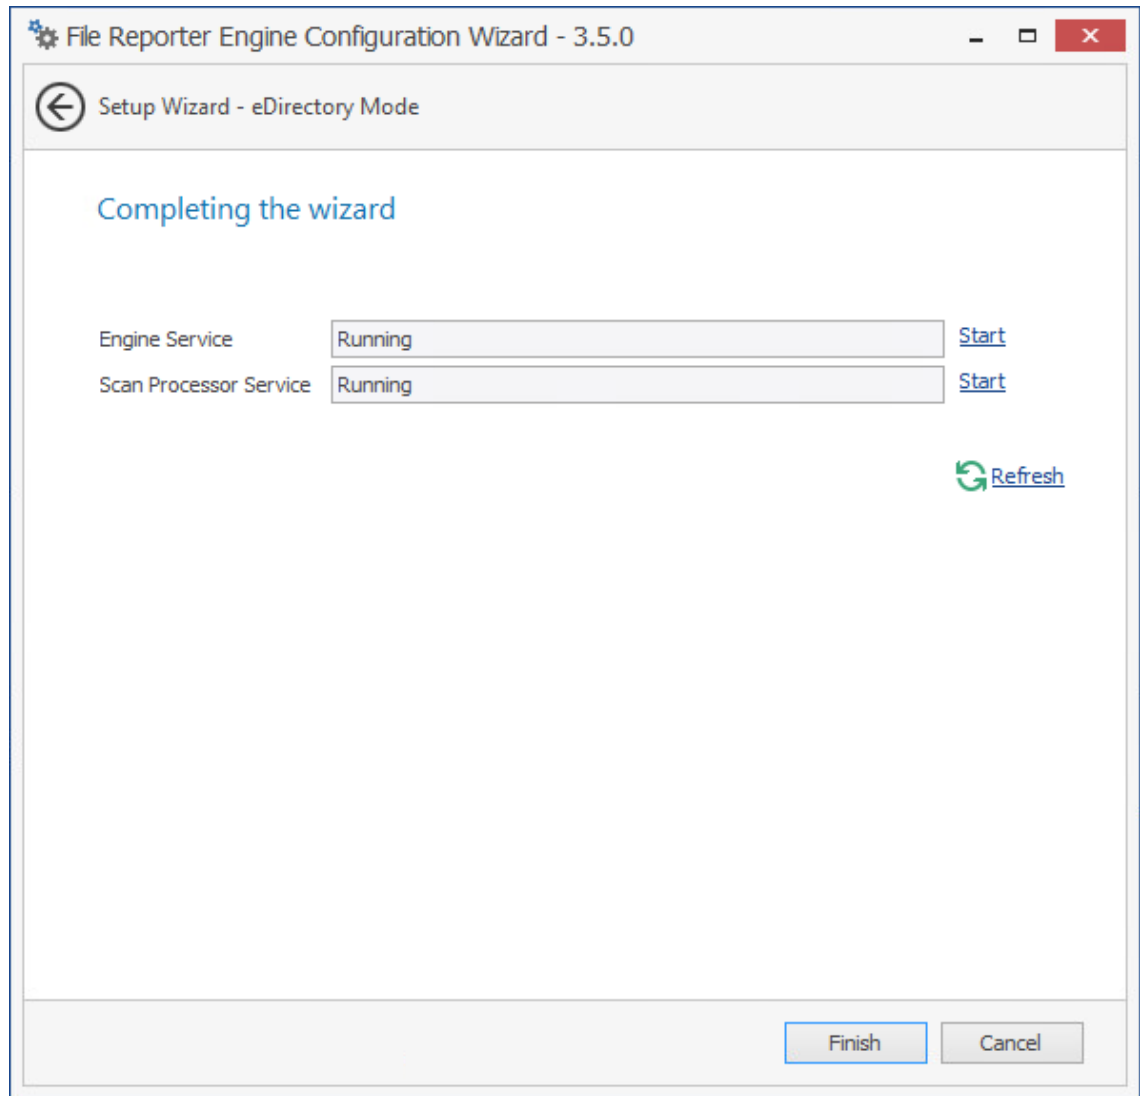 File Reporter Engine Configuration Wizard - 3.5.0
Setup Wizard - eDirectory Mode
Completing the wizard
Engine Service Running Start
Scan Processor Service Running Start
Refresh
Finish Cancel